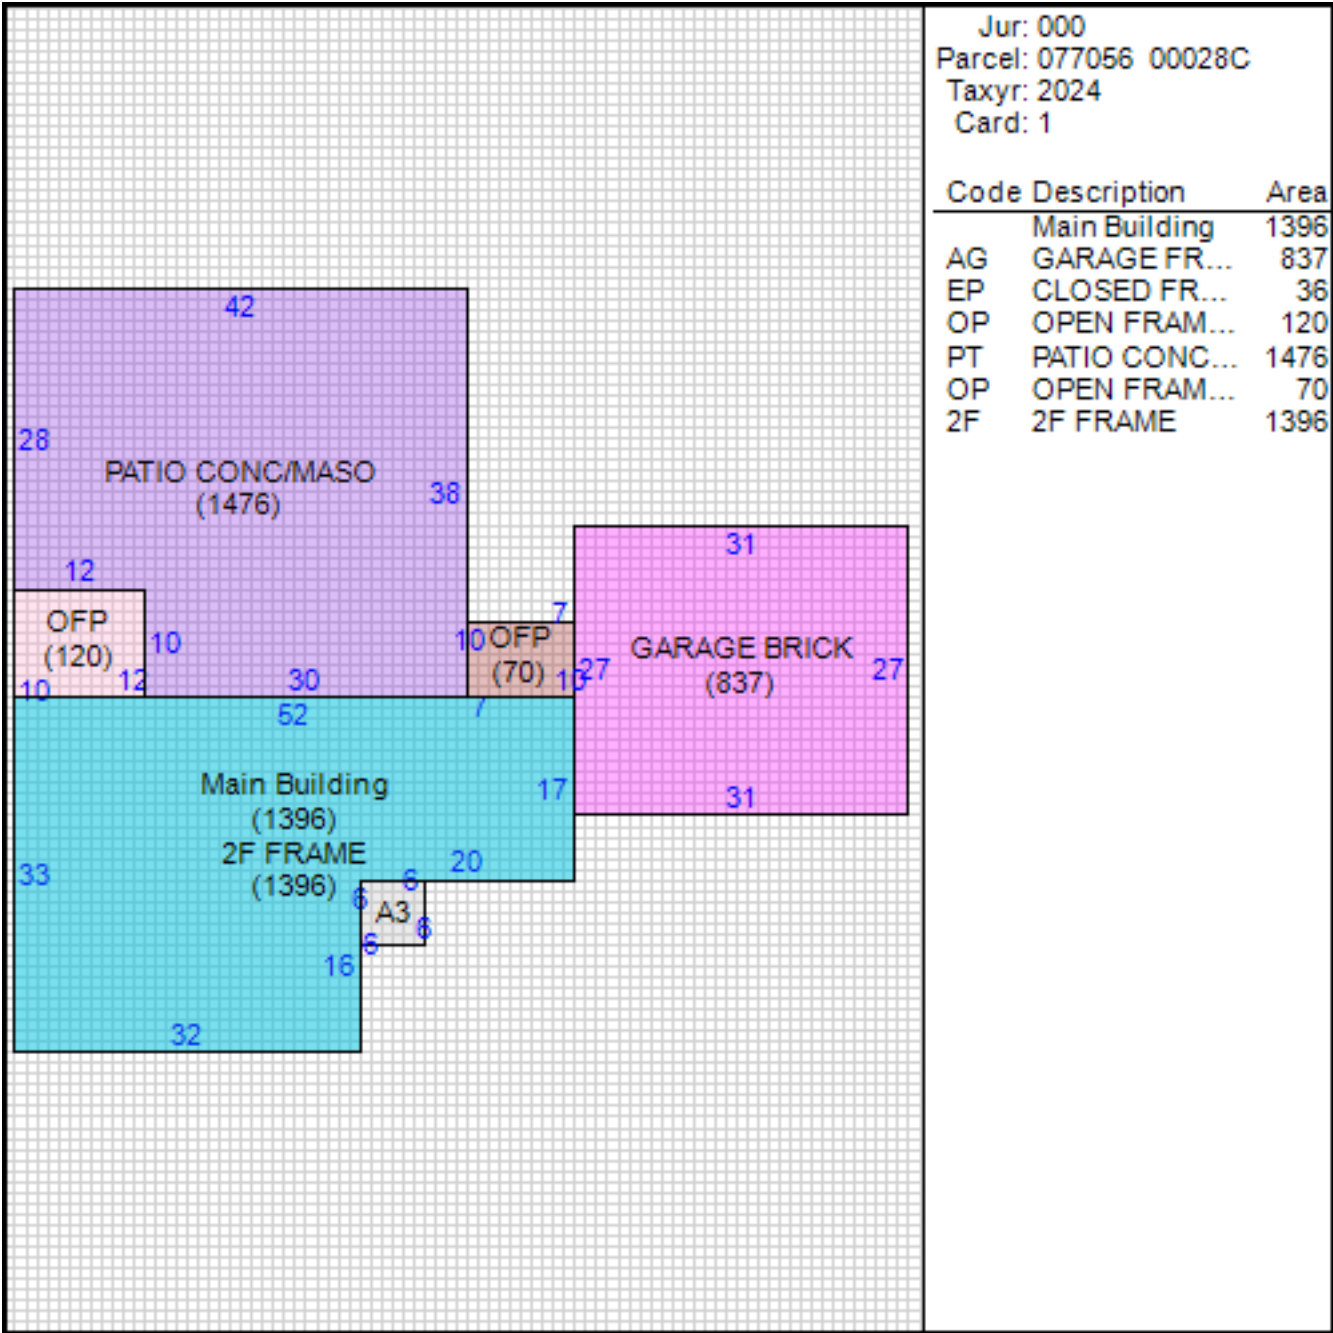 Jur: 000
Parcel: 077056 00028C
Taxyr: 2024
Card: 1
Code Description Area
Main Building 1396
AG GARAGE FR... 837
EP CLOSED FR... 36
OP OPEN FRAM... 120
PT PATIO CONC... 1476
OP OPEN FRAM... 70
2F 2F FRAME 1396
42
28
PATIO CONC/MASO
(1476)
38
12
10
30
OFP
(120)
12
10
7
10
OFP
(70)
10
7
31
27
GARAGE BRICK
(837)
27
31
52
Main Building
(1396)
2F FRAME
(1396)
17
20
33
6
6
A3
6
6
16
32